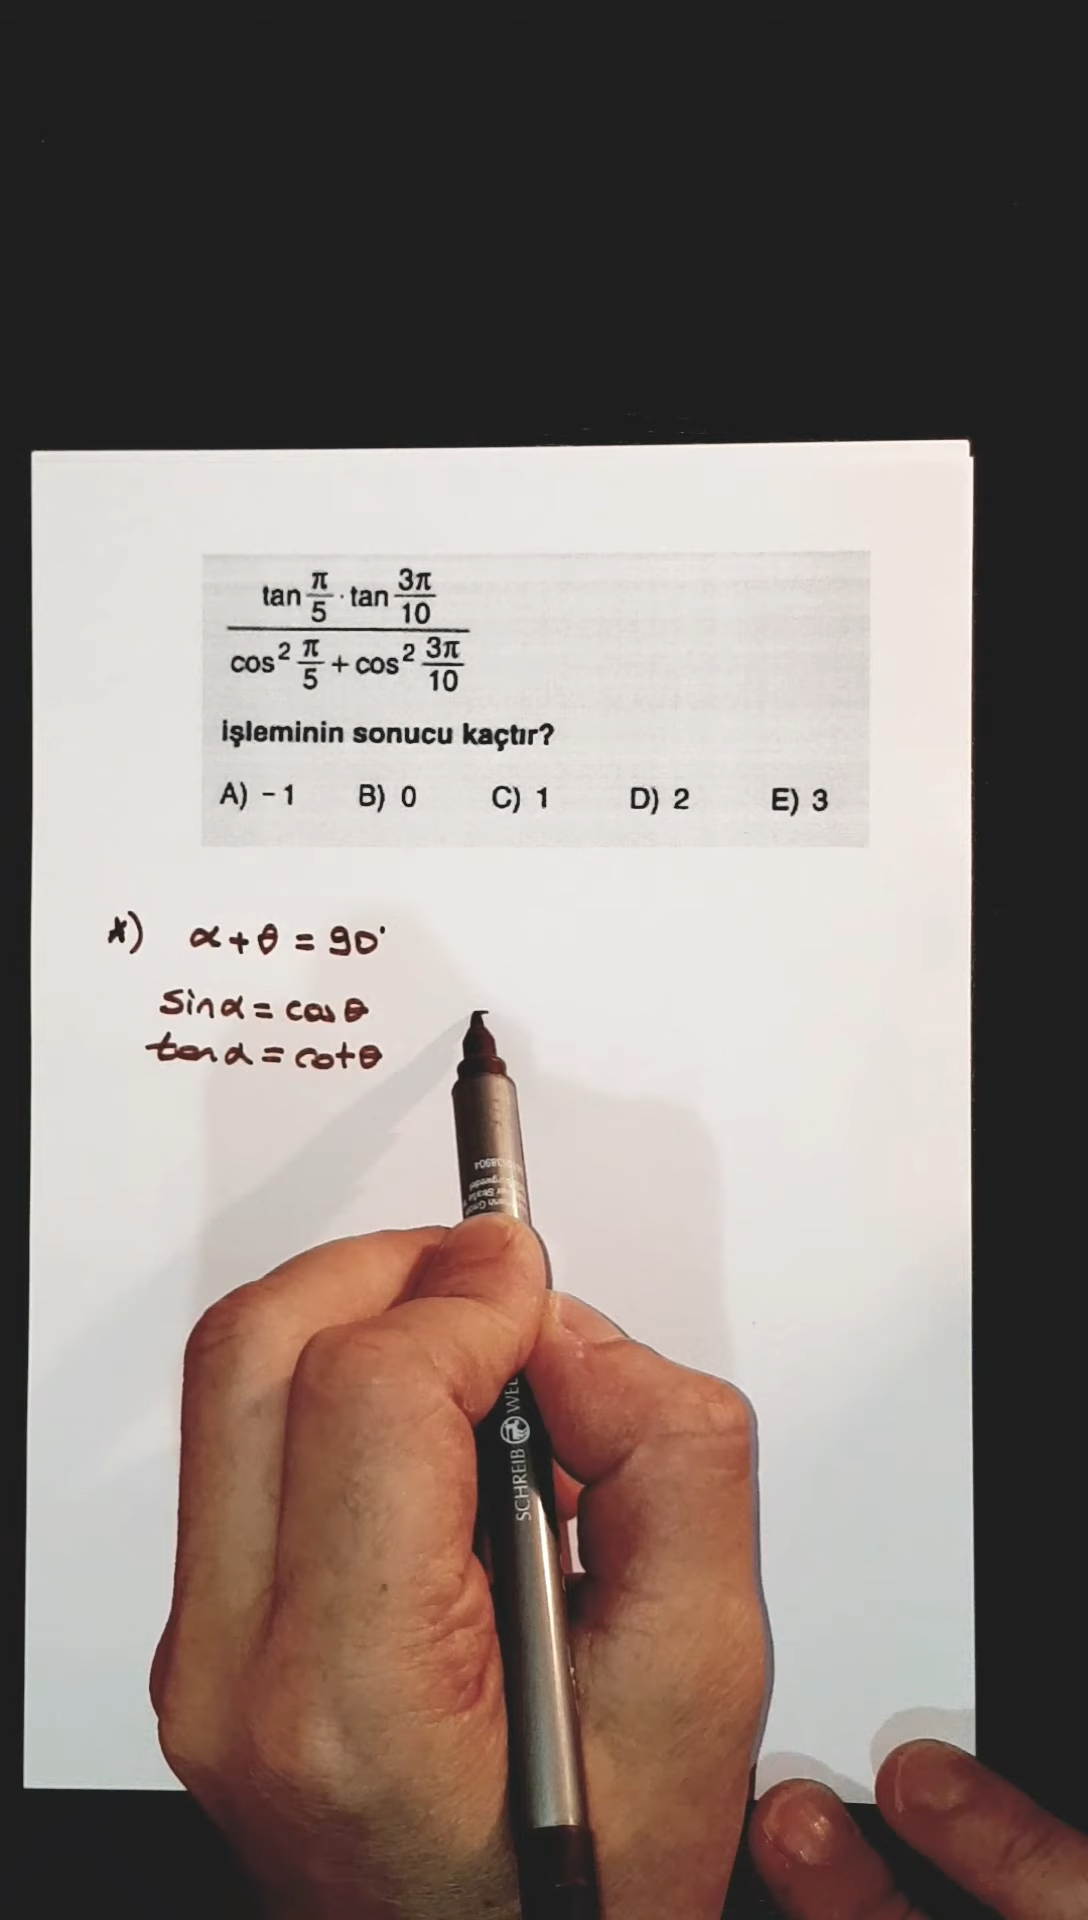 tan π/5 · tan 3π/10
cos² π/5 + cos² 3π/10
işleminin sonucu kaçtır?
A) -1 B) 0 C) 1 D) 2 E) 3
*) α + θ = 90°
sinα = cosθ
tanα = cotθ
SCHREIB